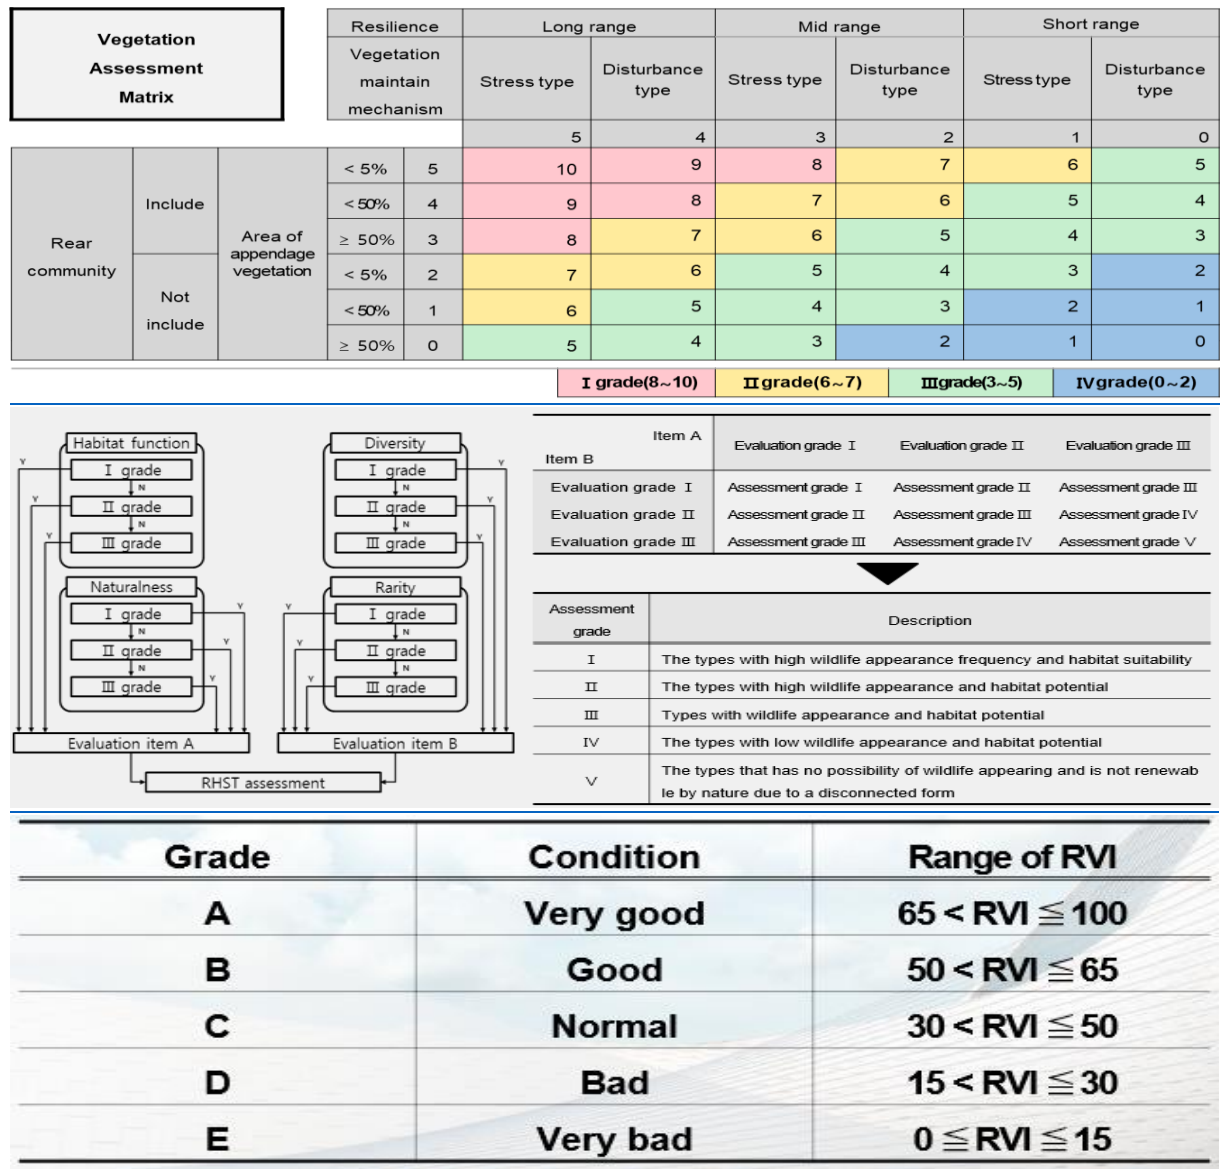 Vegetation
Assessment
Matrix
Resilience Long range Mid range Short range
Vegetation
maintain
mechanism
Stress type Disturbance
type
Stress type Disturbance
type
Stress type Disturbance
type
5 4 3 2 1 0
Rear
community
Include
Not
include
Area of
appendage
vegetation
< 5% 5 10 9 8 7 6 5
< 50% 4 9 8 7 6 5 4
≥ 50% 3 8 7 6 5 4 3
< 5% 2 7 6 5 4 3 2
< 50% 1 6 5 4 3 2 1
≥ 50% 0 5 4 3 2 1 0
Ⅰ grade(8~10) Ⅱgrade(6~7) Ⅲgrade(3~5) Ⅳgrade(0~2)
Habitat function
Y
Ⅰ grade
N
Y
Ⅱ grade
N
Y
Ⅲ grade
Naturalness
Ⅰ grade
Y
N
Ⅱ grade
Y
N
Ⅲ grade
Y
Evaluation item A
Diversity
Ⅰ grade
Y
N
Ⅱ grade
Y
N
Ⅲ grade
Y
Rarity
Y
Ⅰ grade
N
Y
Ⅱ grade
N
Y
Ⅲ grade
Evaluation item B
RHST assessment
Item A
Item B
Evaluation grade Ⅰ Evaluation grade Ⅱ Evaluation grade Ⅲ
Evaluation grade Ⅰ Assessment grade Ⅰ Assessment grade Ⅱ Assessment grade Ⅲ
Evaluation grade Ⅱ Assessment grade Ⅱ Assessment grade Ⅲ Assessment grade Ⅳ
Evaluation grade Ⅲ Assessment grade Ⅲ Assessment grade Ⅳ Assessment grade Ⅴ
Assessment
grade
Description
Ⅰ The types with high wildlife appearance frequency and habitat suitability
Ⅱ The types with high wildlife appearance and habitat potential
Ⅲ Types with wildlife appearance and habitat potential
Ⅳ The types with low wildlife appearance and habitat potential
Ⅴ The types that has no possibility of wildlife appearing and is not renewab
le by nature due to a disconnected form
Grade Condition Range of RVI
A Very good 65 < RVI ≦ 100
B Good 50 < RVI ≦ 65
C Normal 30 < RVI ≦ 50
D Bad 15 < RVI ≦ 30
E Very bad 0 ≦ RVI ≦ 15